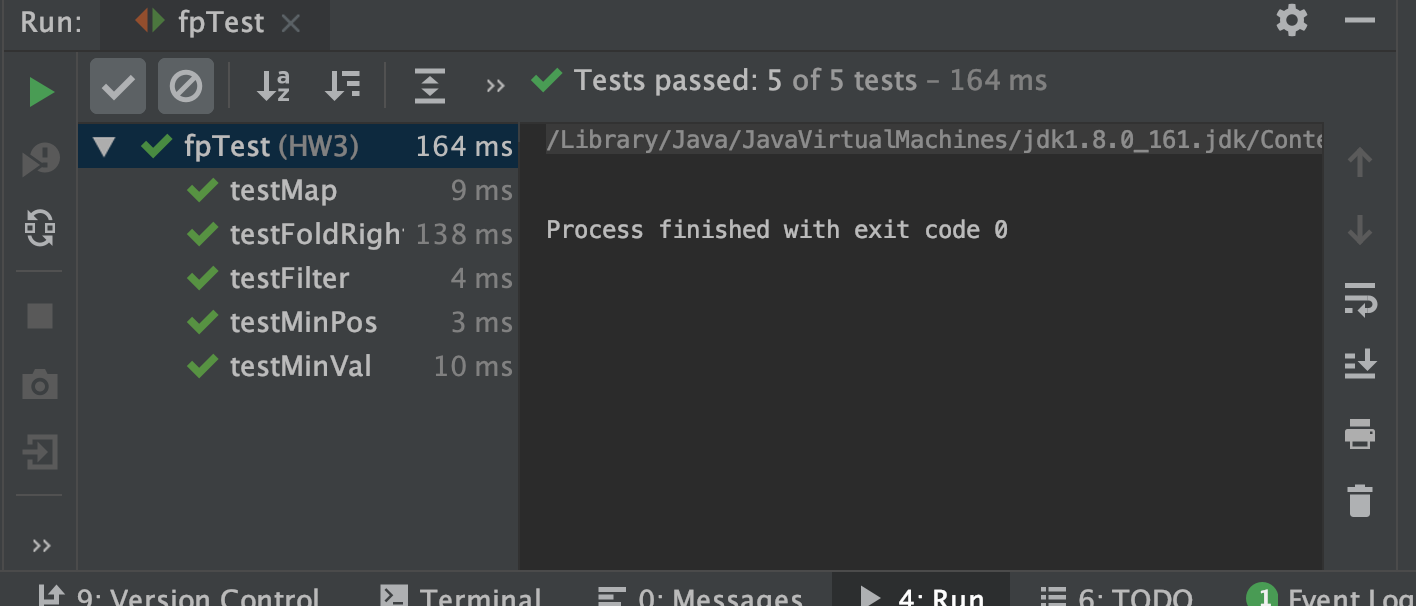 Run: fpTest
Tests passed: 5 of 5 tests – 164 ms
fpTest (HW3) 164 ms
testMap 9 ms
testFoldRigh 138 ms
testFilter 4 ms
testMinPos 3 ms
testMinVal 10 ms
/Library/Java/JavaVirtualMachines/jdk1.8.0_161.jdk/Conte
Process finished with exit code 0
9: Version Control Terminal 0: Messages 4: Run 6: TODO 1 Event Log